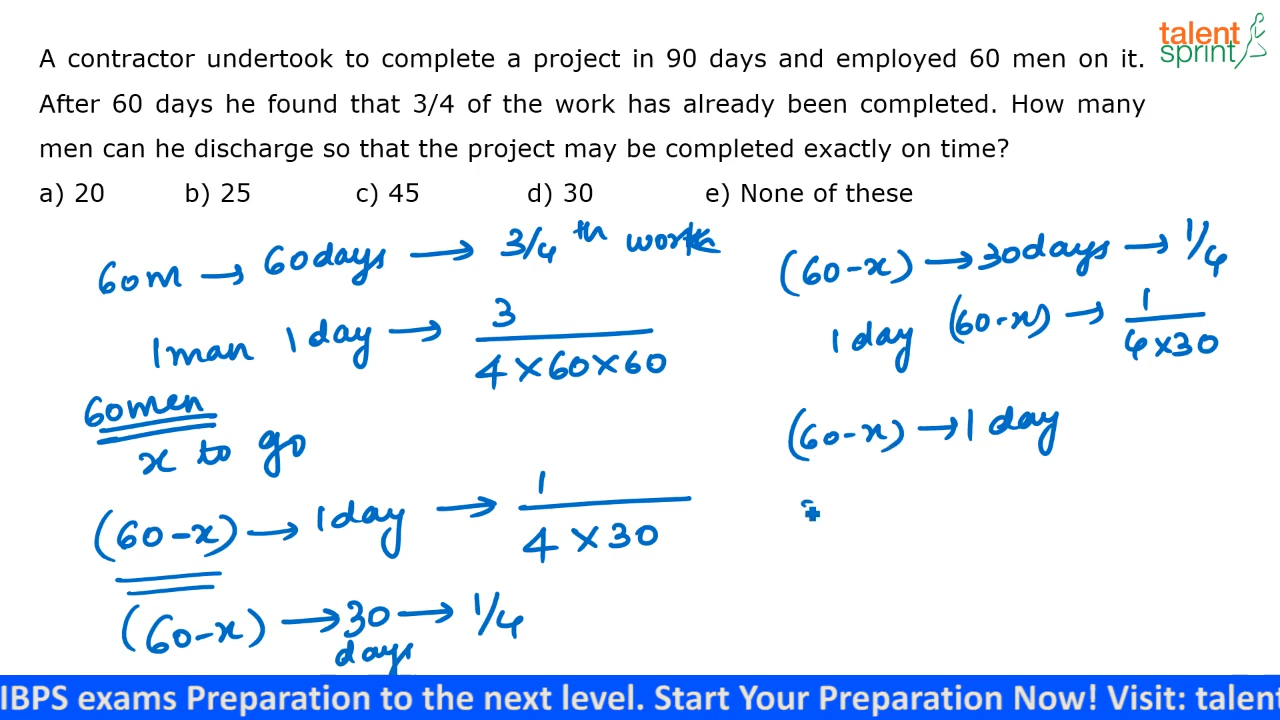 talent
sprint
A contractor undertook to complete a project in 90 days and employed 60 men on it.
After 60 days he found that 3/4 of the work has already been completed. How many
men can he discharge so that the project may be completed exactly on time?
a) 20 b) 25 c) 45 d) 30 e) None of these
60m → 60days → 3/4 th work
1man 1day → 3
4×60×60
60men
x to go
(60-x) → 1day → 1
4 × 30
(60-x) → 30 → 1/4
days
(60-x) → 30days → 1/4
1 day (60-x) → 1
4×30
(60-x) → 1 day
IBPS exams Preparation to the next level. Start Your Preparation Now! Visit: talent